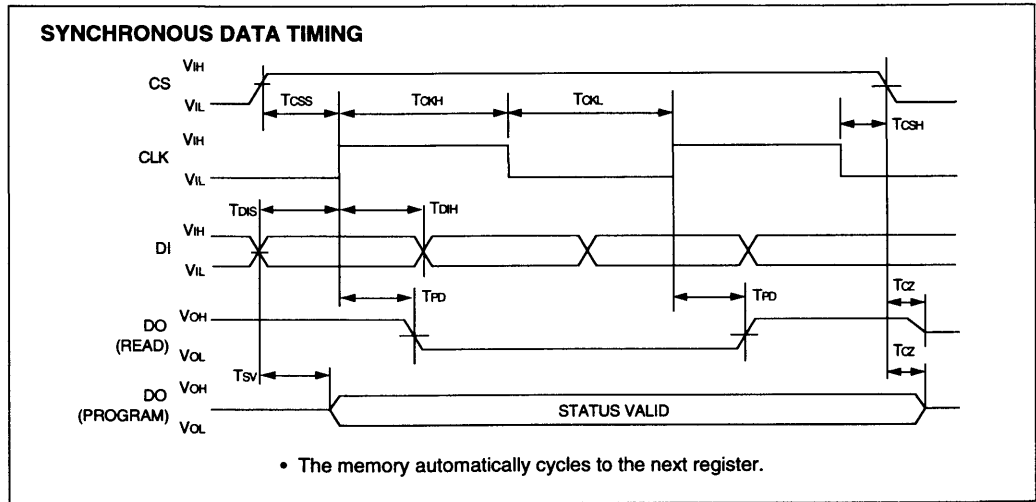 SYNCHRONOUS DATA TIMING
CS
VIH
VIL
TCSS
TCKH
TCKL
TCSH
CLK
VIH
VIL
TDIS
TDIH
DI
VIH
VIL
TPD
TPD
TCZ
DO
(READ)
VOH
VOL
TSV
TCZ
DO
(PROGRAM)
VOH
VOL
STATUS VALID
• The memory automatically cycles to the next register.